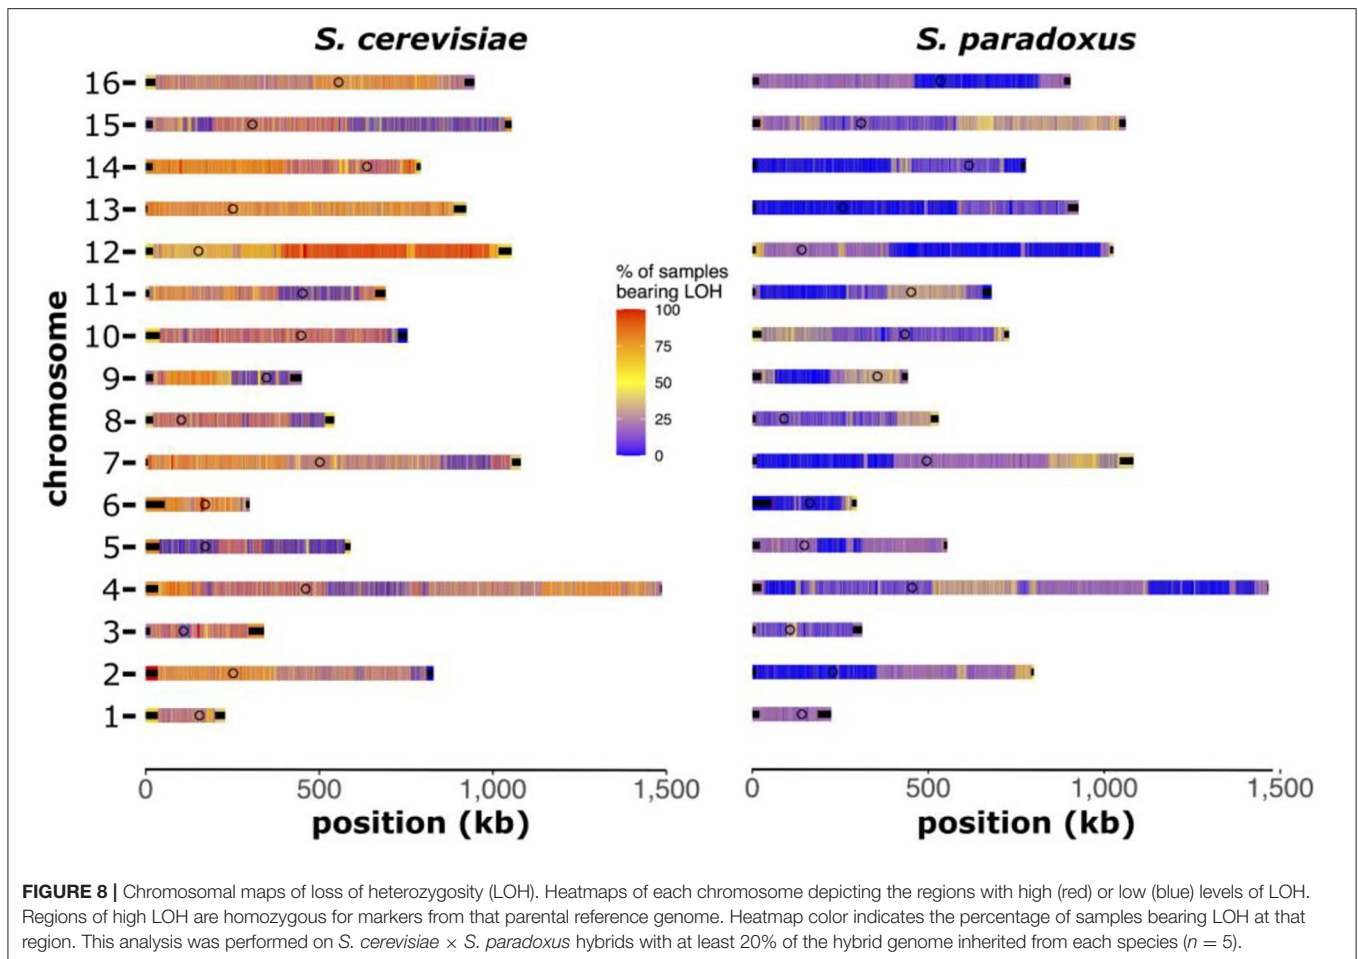 S. cerevisiae
S. paradoxus
chromosome
16
15
14
13
12
11
10
9
8
7
6
5
4
3
2
1
% of samples
bearing LOH
100
75
50
25
0
0 500 1,000 1,500
position (kb)
0 500 1,000 1,500
position (kb)
FIGURE 8 | Chromosomal maps of loss of heterozygosity (LOH). Heatmaps of each chromosome depicting the regions with high (red) or low (blue) levels of LOH.
Regions of high LOH are homozygous for markers from that parental reference genome. Heatmap color indicates the percentage of samples bearing LOH at that
region. This analysis was performed on S. cerevisiae × S. paradoxus hybrids with at least 20% of the hybrid genome inherited from each species (n = 5).